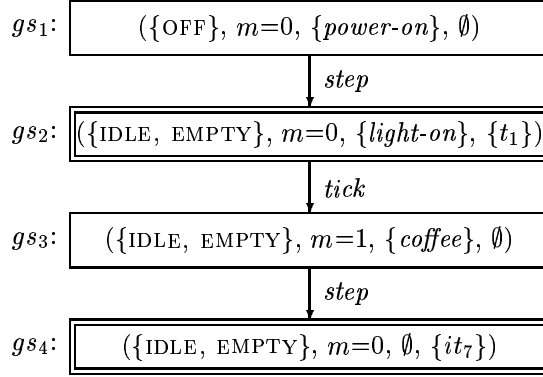 gs₁: ({OFF}, m=0, {power-on}, ∅)
step
gs₂: ({IDLE, EMPTY}, m=0, {light-on}, {t₁})
tick
gs₃: ({IDLE, EMPTY}, m=1, {coffee}, ∅)
step
gs₄: ({IDLE, EMPTY}, m=0, ∅, {it₇})